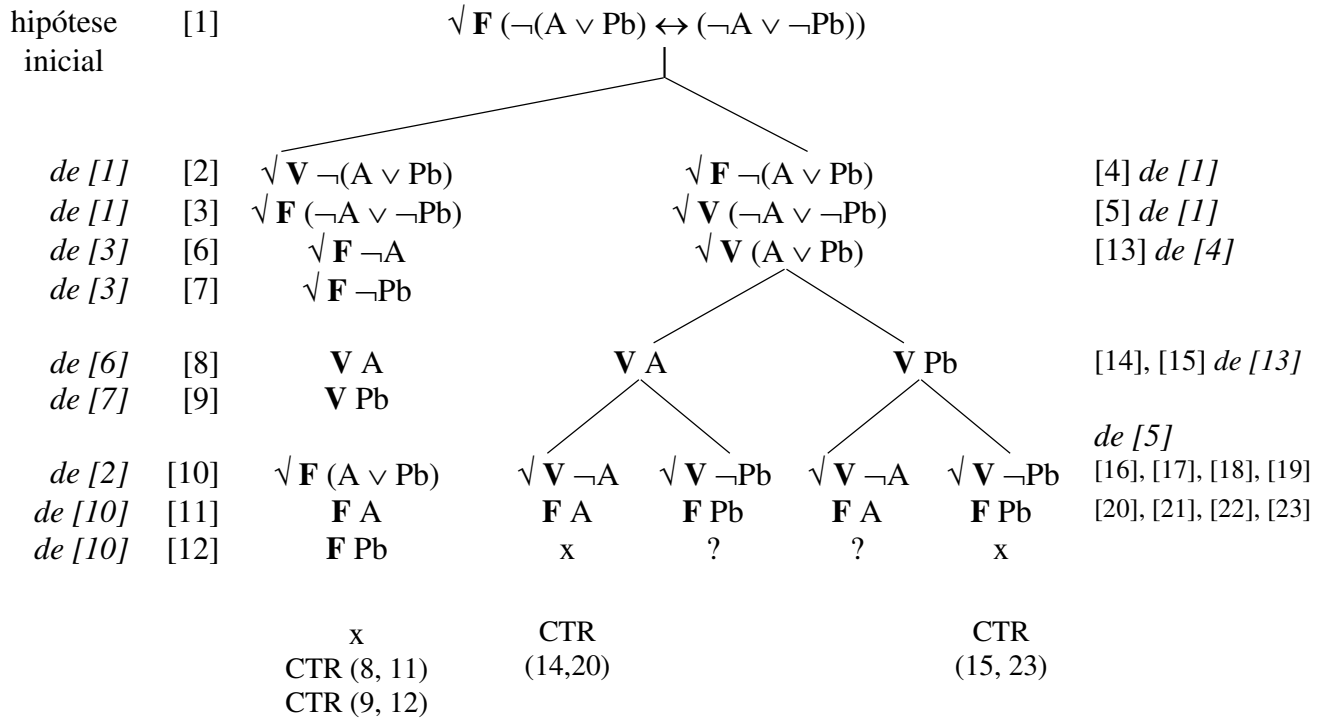 hipótese [1] √ F (¬(A ∨ Pb) ↔ (¬A ∨ ¬Pb))
inicial
de [1] [2] √ V ¬(A ∨ Pb) √ F ¬(A ∨ Pb) [4] de [1]
de [1] [3] √ F (¬A ∨ ¬Pb) √ V (¬A ∨ ¬Pb) [5] de [1]
de [3] [6] √ F ¬A √ V (A ∨ Pb) [13] de [4]
de [3] [7] √ F ¬Pb
de [6] [8] V A V A V Pb [14], [15] de [13]
de [7] [9] V Pb
de [5]
de [2] [10] √ F (A ∨ Pb) √ V ¬A √ V ¬Pb √ V ¬A √ V ¬Pb [16], [17], [18], [19]
de [10] [11] F A F A F Pb F A F Pb [20], [21], [22], [23]
de [10] [12] F Pb x ? ? x
x CTR CTR
CTR (8, 11) (14,20) (15, 23)
CTR (9, 12)